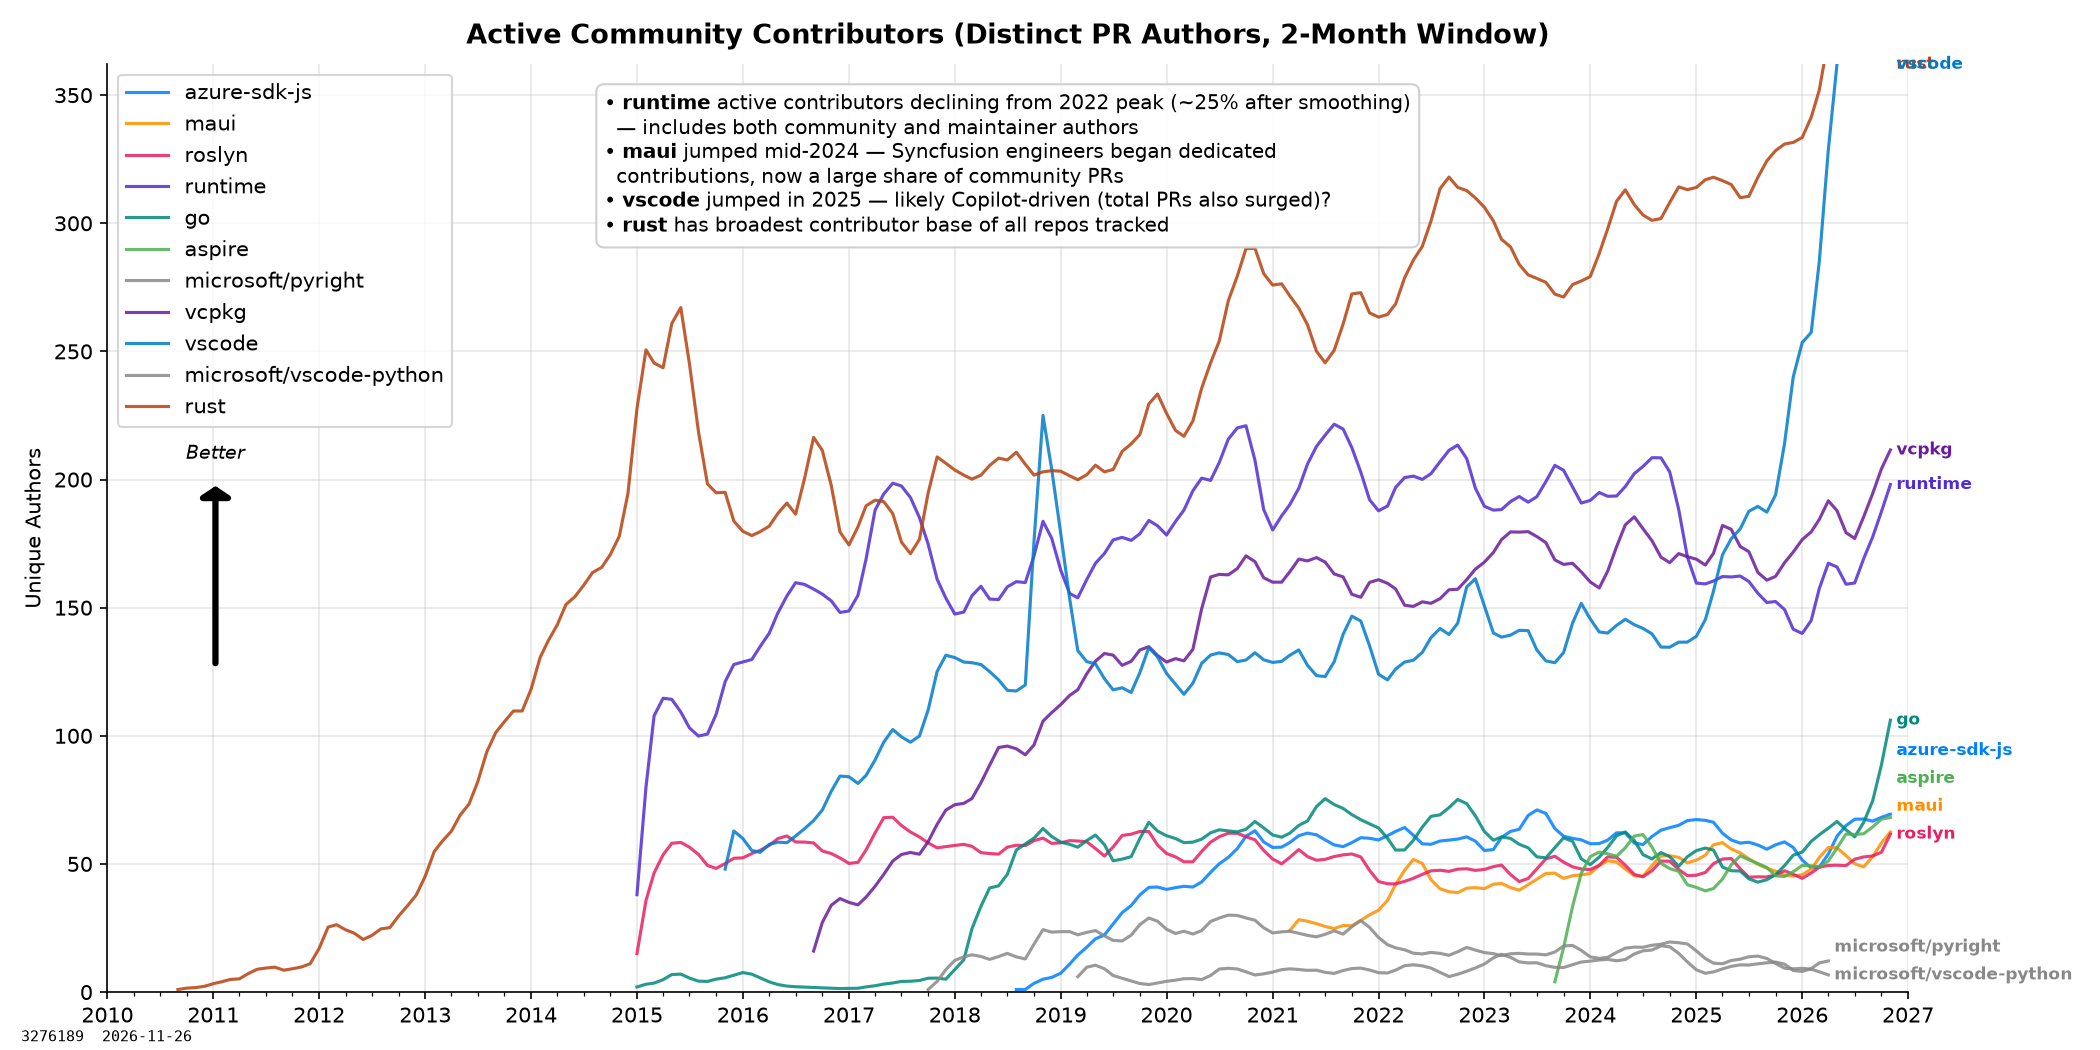 Active Community Contributors (Distinct PR Authors, 2-Month Window)
azure-sdk-js
maui
roslyn
runtime
go
aspire
microsoft/pyright
vcpkg
vscode
microsoft/vscode-python
rust
• runtime active contributors declining from 2022 peak (~25% after smoothing)
— includes both community and maintainer authors
• maui jumped mid-2024 — Syncfusion engineers began dedicated
contributions, now a large share of community PRs
• vscode jumped in 2025 — likely Copilot-driven (total PRs also surged)?
• rust has broadest contributor base of all repos tracked
Better
Unique Authors
350
300
250
200
150
100
50
0
vscode
vcpkg
runtime
go
azure-sdk-js
aspire
maui
roslyn
microsoft/pyright
microsoft/vscode-python
2010 2011 2012 2013 2014 2015 2016 2017 2018 2019 2020 2021 2022 2023 2024 2025 2026 2027
3276189 2026-11-26